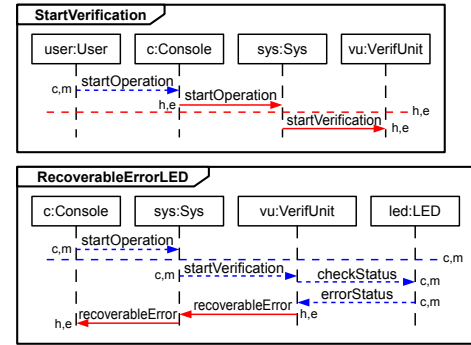 StartVerification
user:User c:Console sys:Sys vu:VerifUnit
startOperation
c,m
startOperation
h,e
h,e
startVerification
h,e
RecoverableErrorLED
c:Console sys:Sys vu:VerifUnit led:LED
startOperation
c,m
c,m
startVerification
c,m
checkStatus
c,m
errorStatus
c,m
recoverableError
h,e
recoverableError
h,e